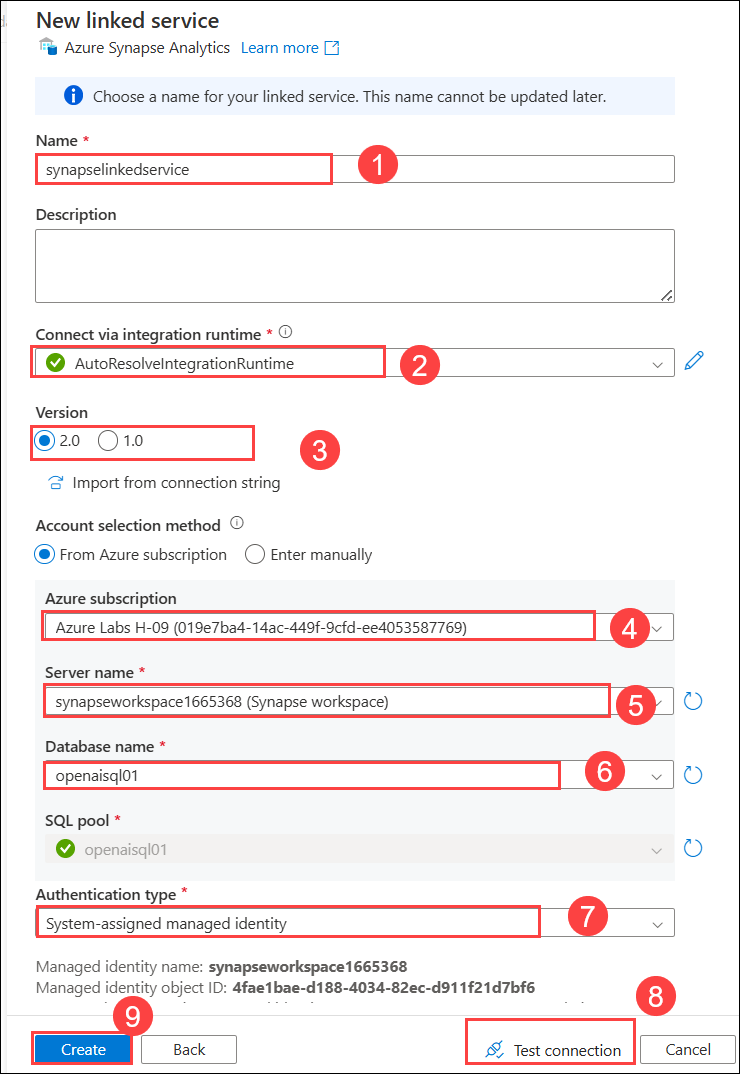 New linked service
Azure Synapse Analytics Learn more
Choose a name for your linked service. This name cannot be updated later.
Name *
synapselinkedservice
1
Description
Connect via integration runtime *
AutoResolveIntegrationRuntime
2
Version
2.0 1.0
3
Import from connection string
Account selection method
From Azure subscription Enter manually
Azure subscription
Azure Labs H-09 (019e7ba4-14ac-449f-9cfd-ee4053587769)
4
Server name *
synapseworkspace1665368 (Synapse workspace)
5
Database name *
openaisql01
6
SQL pool *
openaisql01
Authentication type *
System-assigned managed identity
7
Managed identity name: synapseworkspace1665368
Managed identity object ID: 4fae1bae-d188-4034-82ec-d911f21d7bf6
8
9
Create Back Test connection Cancel